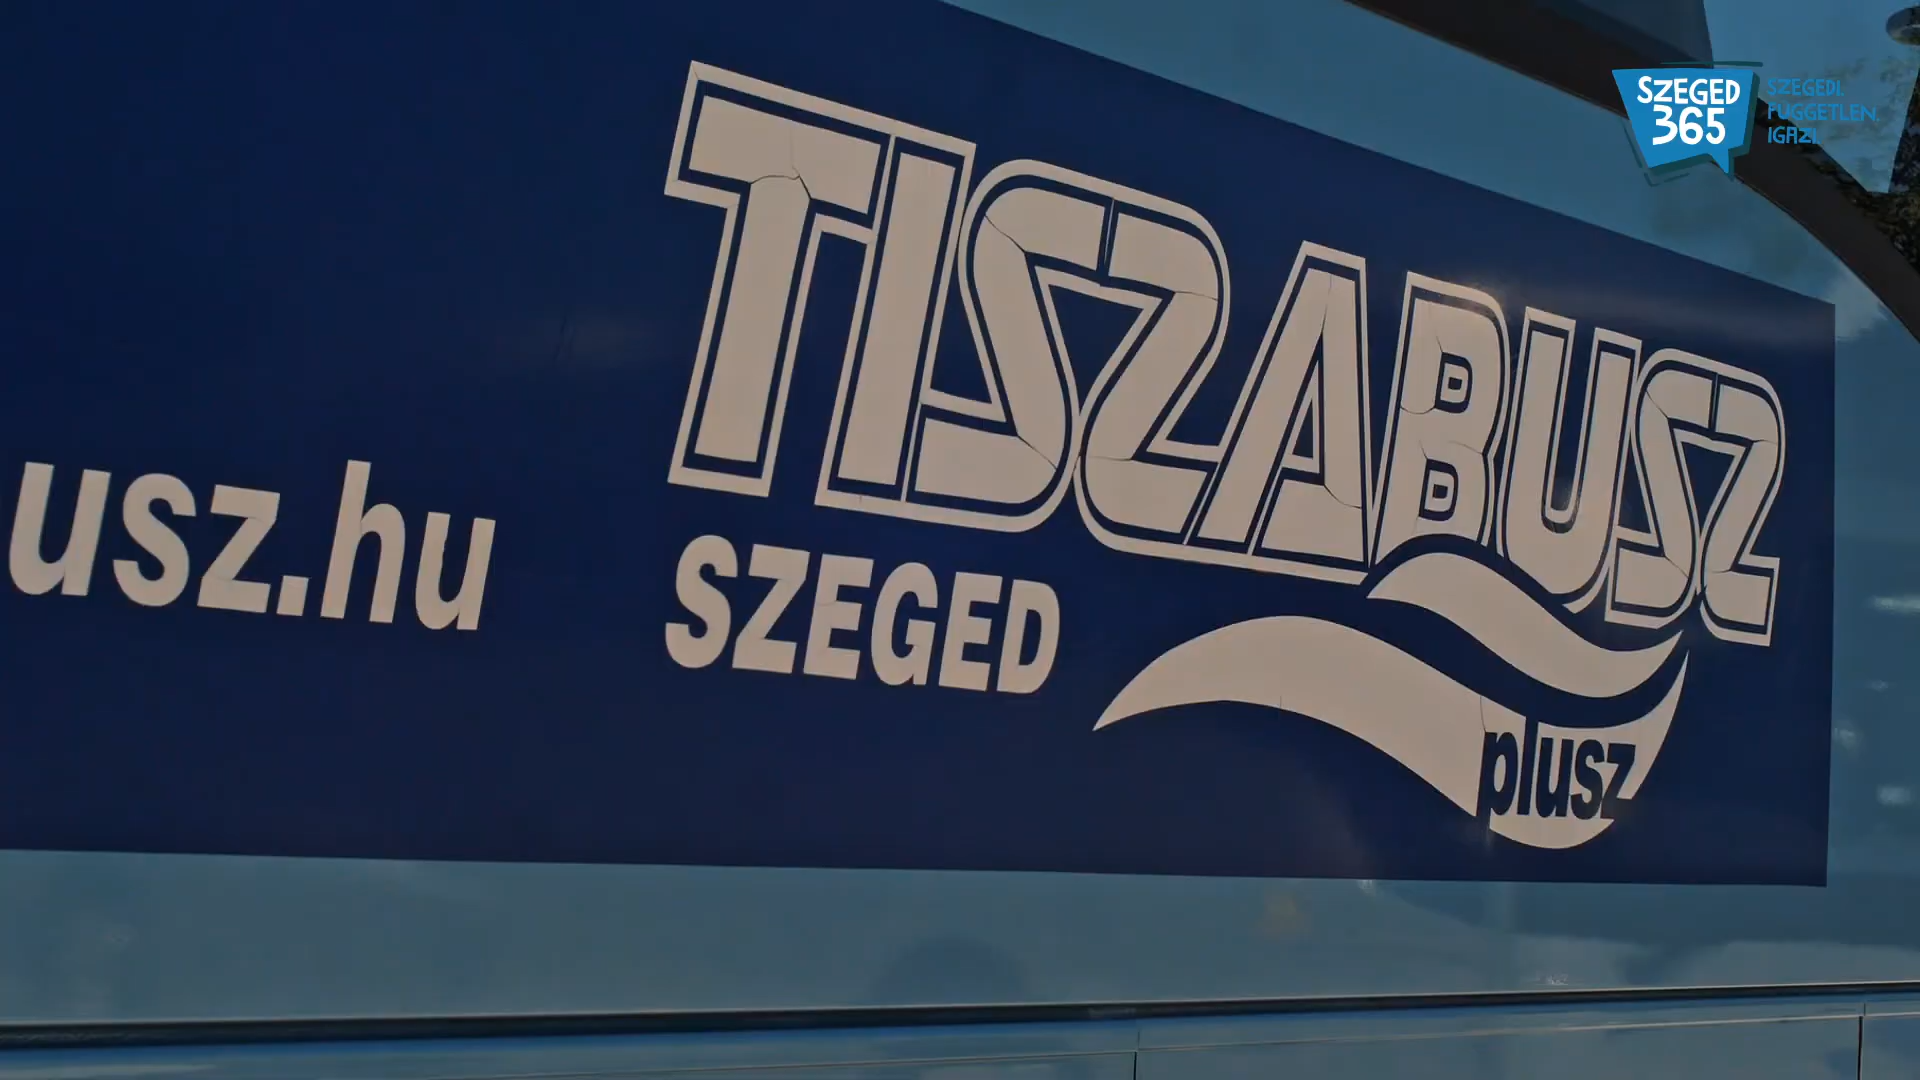 SZEGED
365
SZEGEDI.
FÜGGETLEN.
IGAZI.
TISZABUSZ
usz.hu
SZEGED
plusz